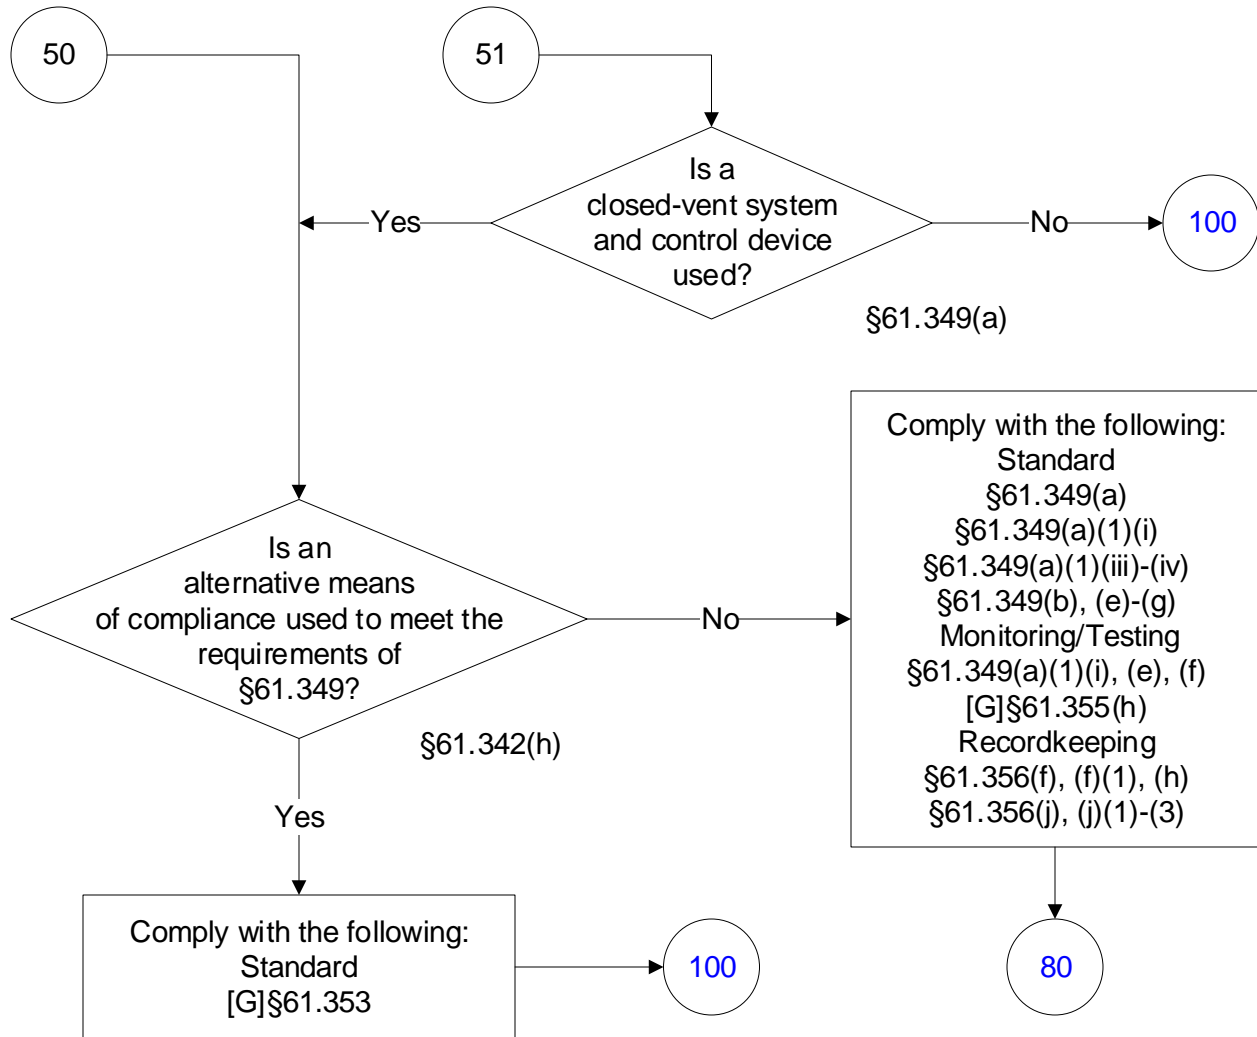 50
51
Is a
closed-vent system
and control device
used?
Yes
No
100
§61.349(a)
Is an
alternative means
of compliance used to meet the
requirements of
§61.349?
No
§61.342(h)
Yes
Comply with the following:
Standard
§61.349(a)
§61.349(a)(1)(i)
§61.349(a)(1)(iii)-(iv)
§61.349(b), (e)-(g)
Monitoring/Testing
§61.349(a)(1)(i), (e), (f)
[G]§61.355(h)
Recordkeeping
§61.356(f), (f)(1), (h)
§61.356(j), (j)(1)-(3)
Comply with the following:
Standard
[G]§61.353
100
80